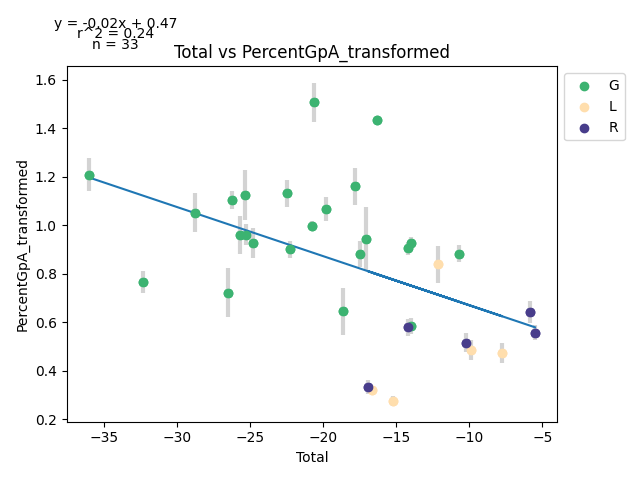 y = -0.02x + 0.47
r^2 = 0.24
n = 33
Total vs PercentGpA_transformed
G
L
R
PercentGpA_transformed
1.6
1.4
1.2
1.0
0.8
0.6
0.4
0.2
−35
−30
−25
−20
−15
−10
−5
Total